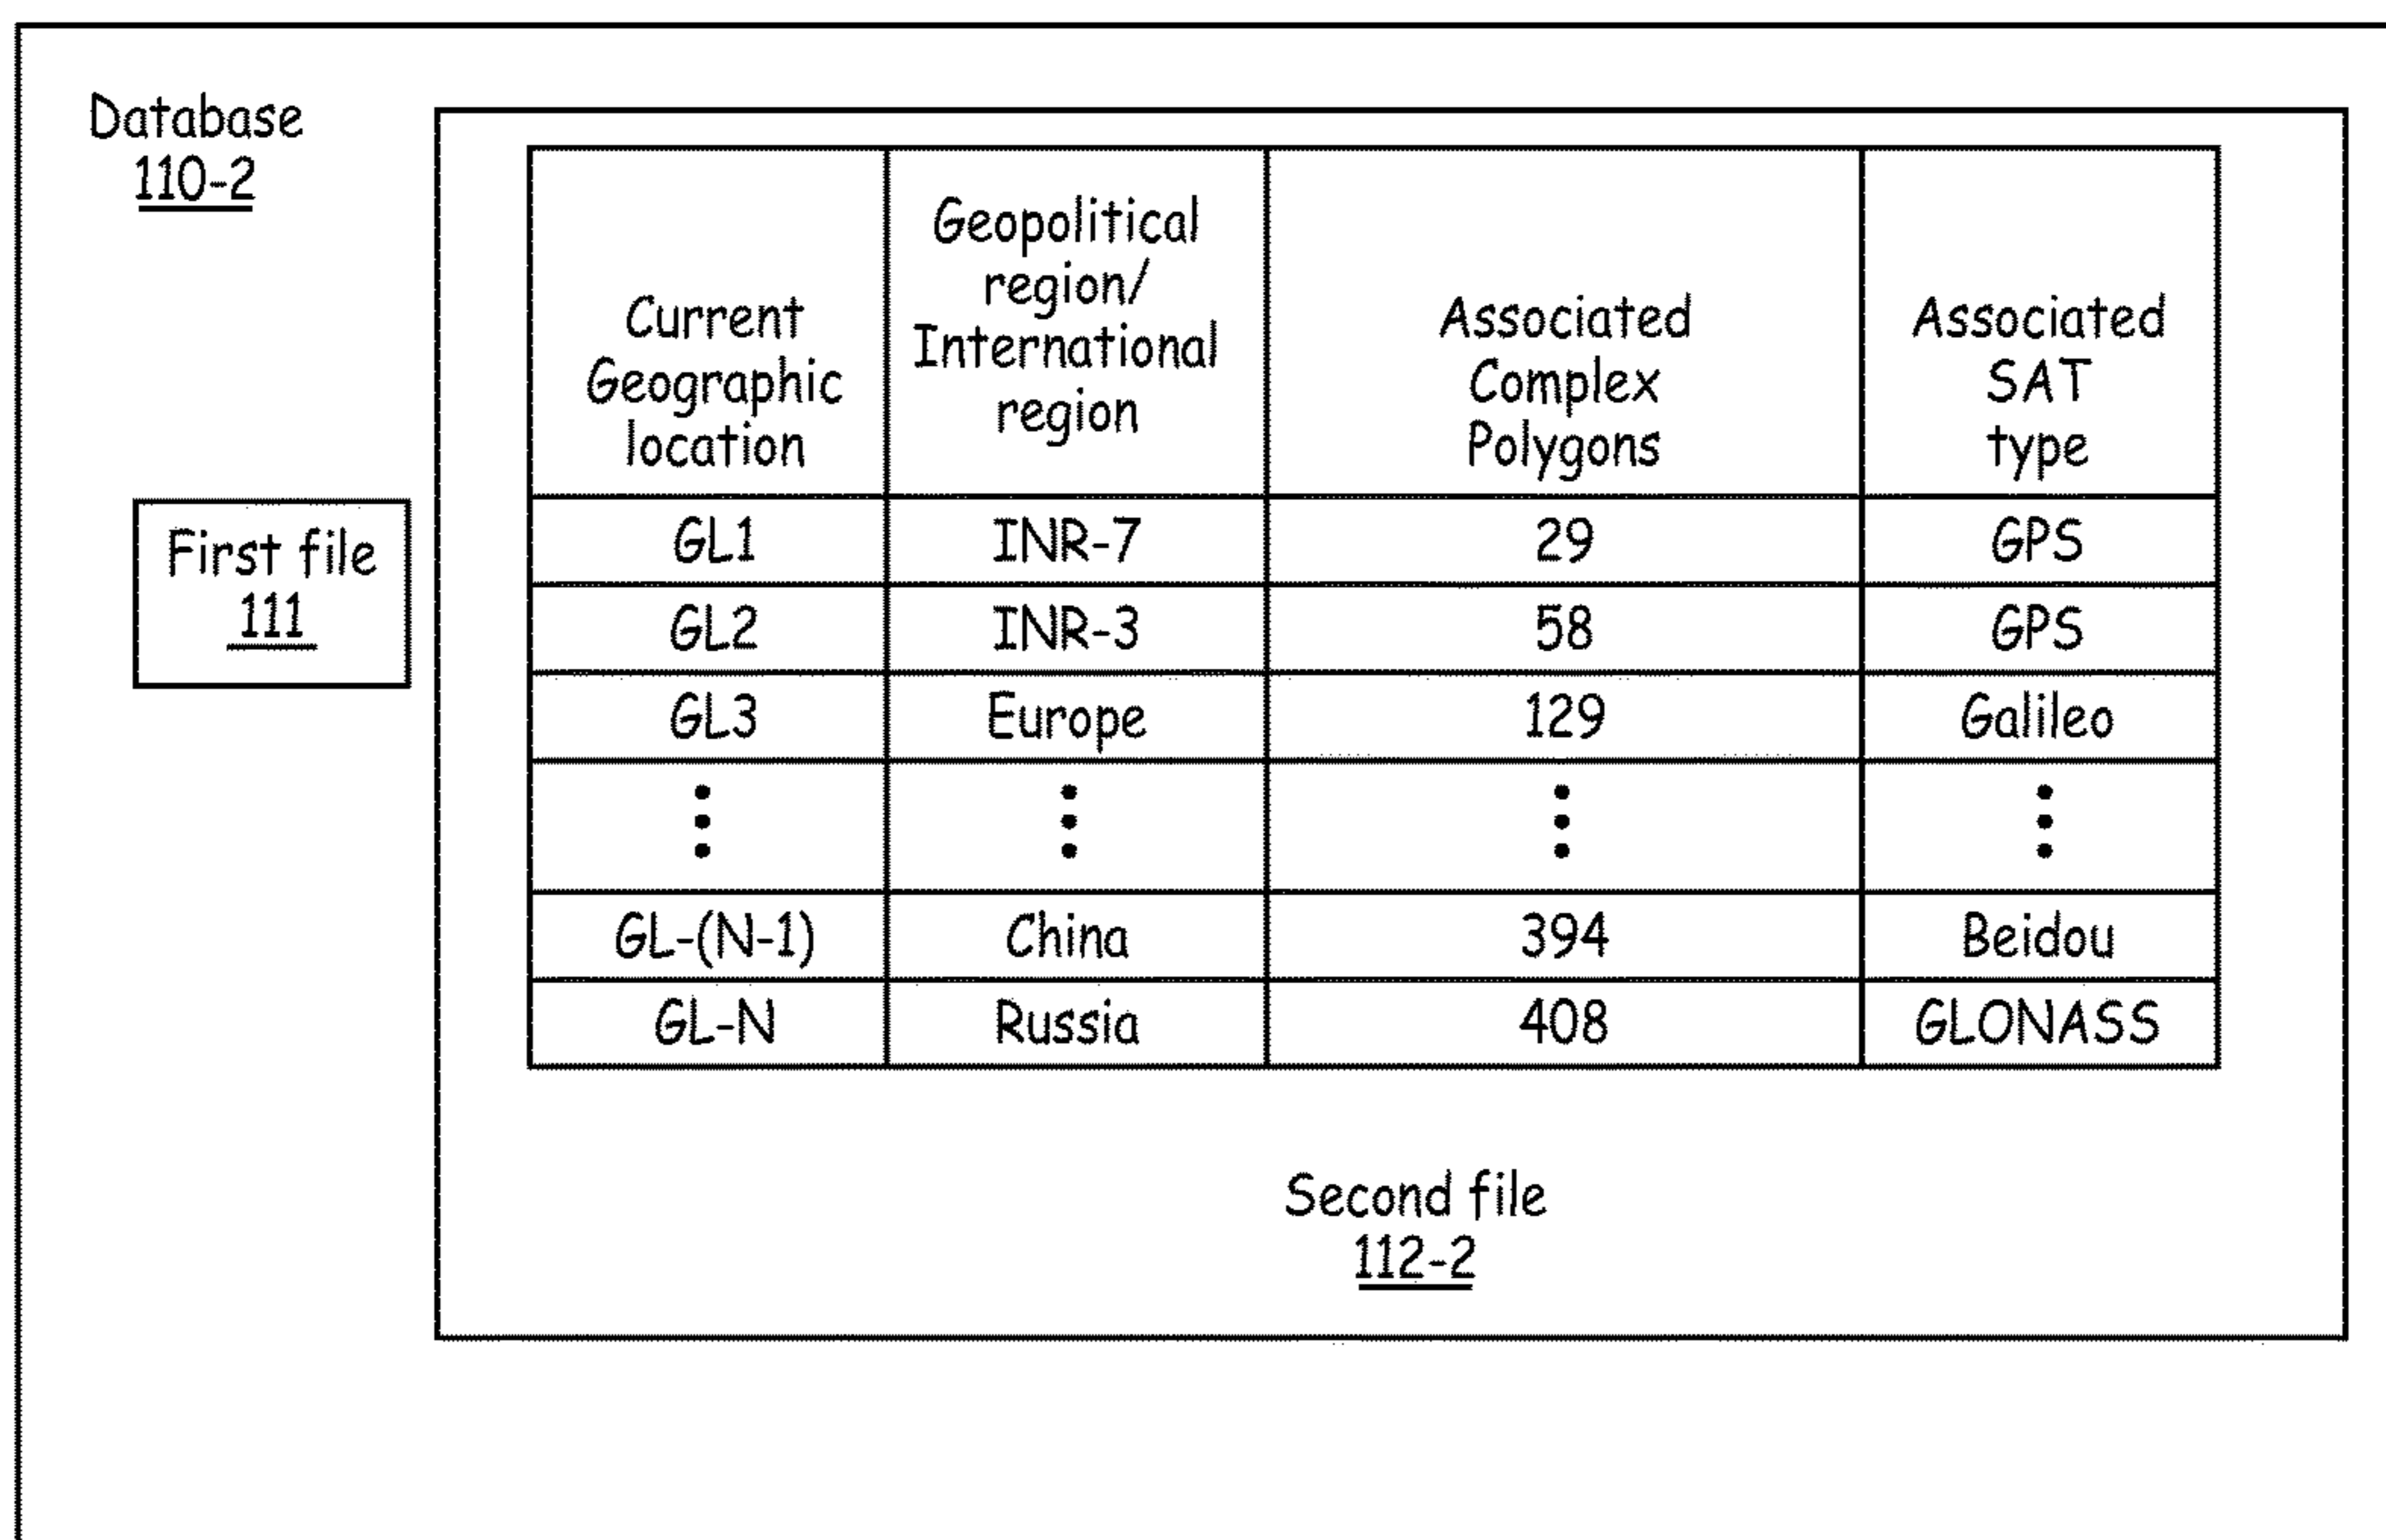 Database
110-2
First file
111
Current
Geographic
location
Geopolitical
region/
International
region
Associated
Complex
Polygons
Associated
SAT
type
GL1 INR-7 29 GPS
GL2 INR-3 58 GPS
GL3 Europe 129 Galileo
GL-(N-1) China 394 Beidou
GL-N Russia 408 GLONASS
Second file
112-2